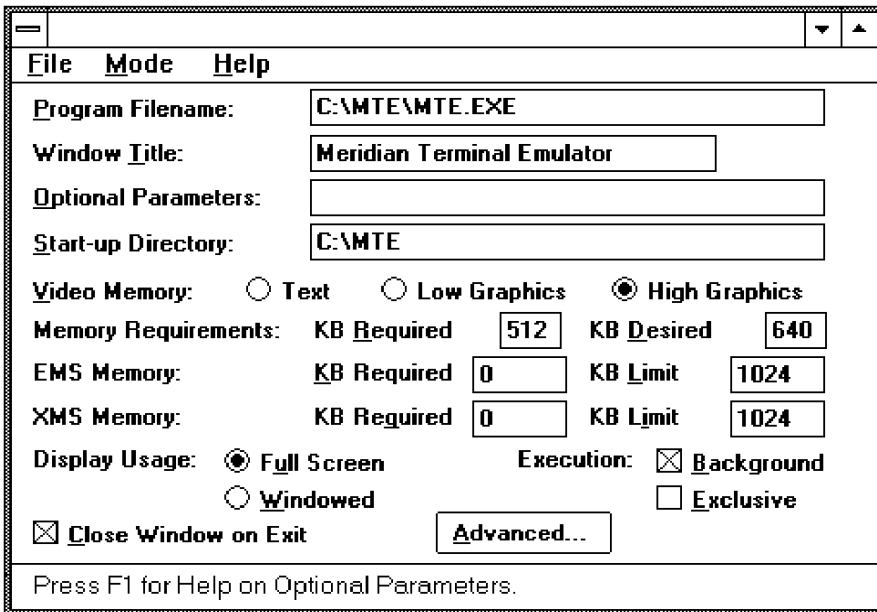 File Mode Help
Program Filename: C:\MTE\MTE.EXE
Window Title: Meridian Terminal Emulator
Optional Parameters:
Start-up Directory: C:\MTE
Video Memory: Text Low Graphics High Graphics
Memory Requirements: KB Required 512 KB Desired 640
EMS Memory: KB Required 0 KB Limit 1024
XMS Memory: KB Required 0 KB Limit 1024
Display Usage: Full Screen Execution: Background
Windowed Exclusive
Close Window on Exit Advanced...
Press F1 for Help on Optional Parameters.